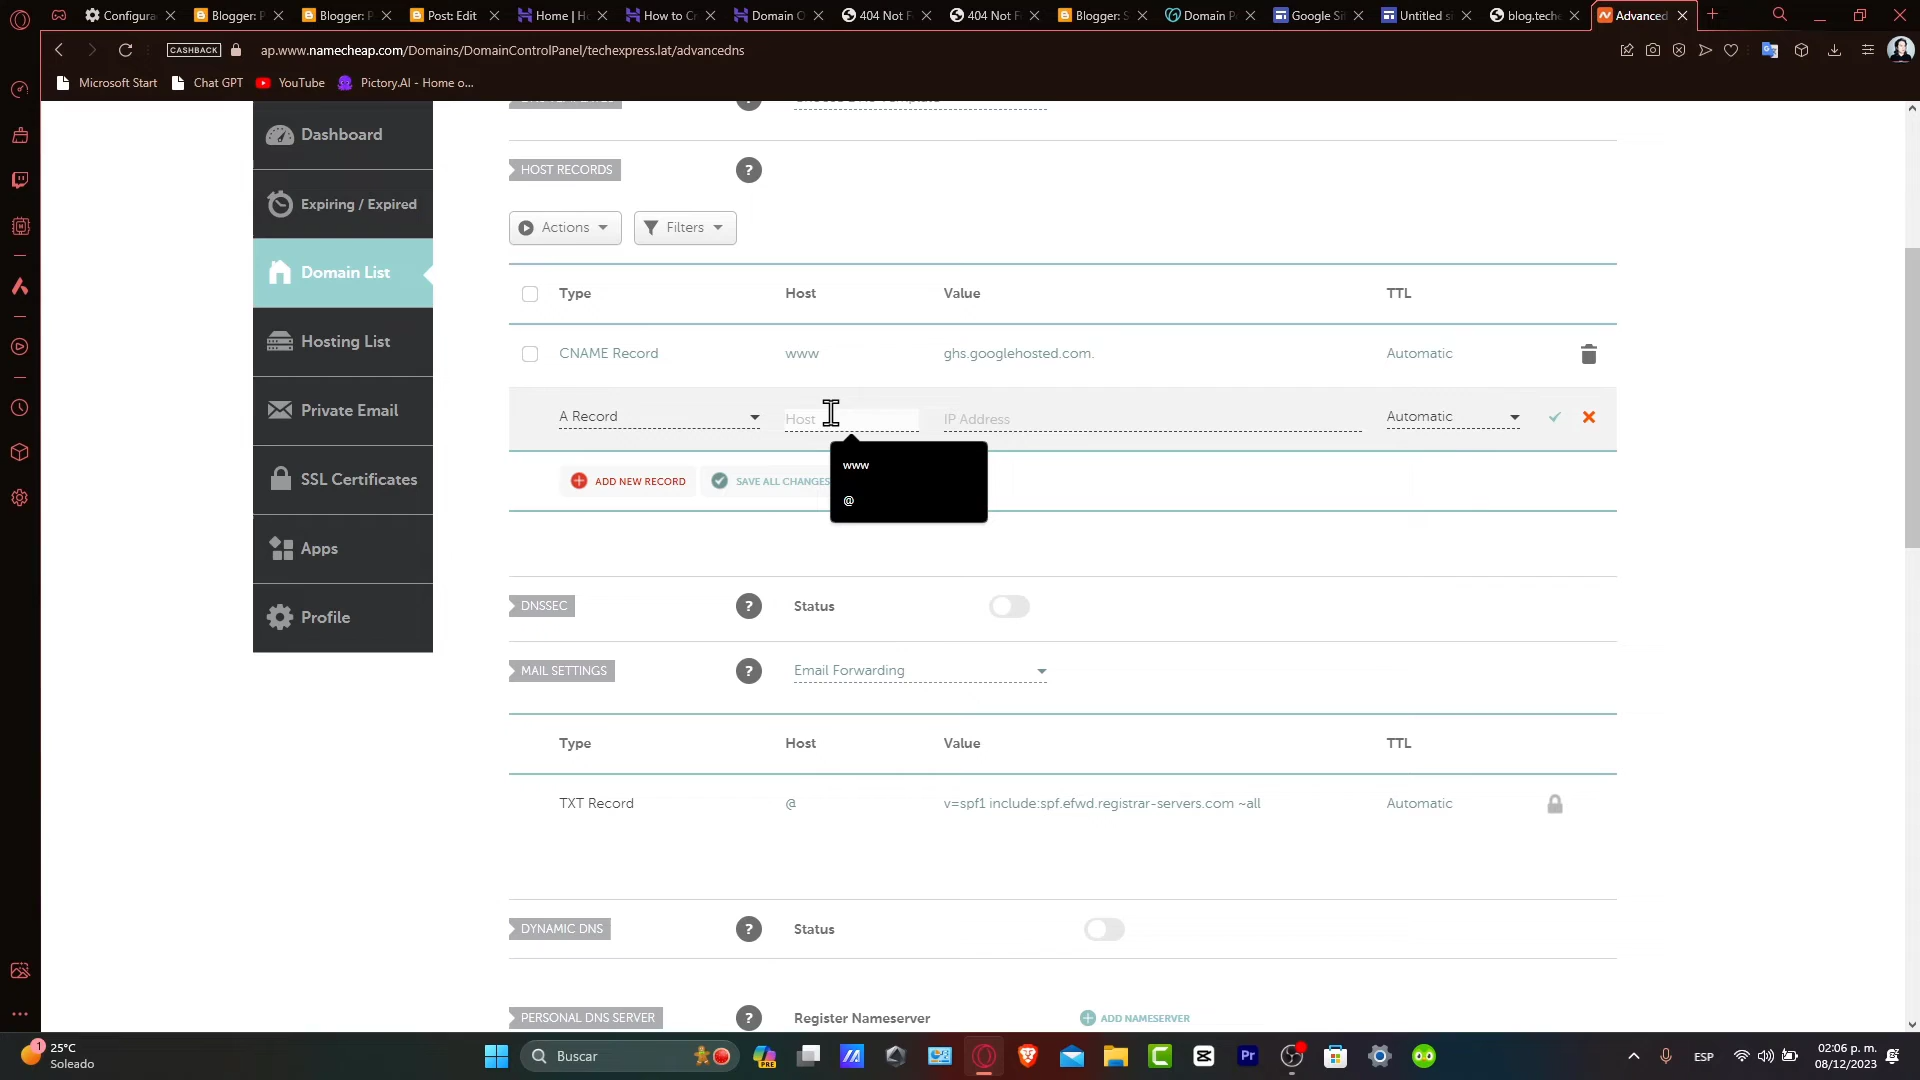 Configura
Blogger: P
Blogger: P
Post: Edit
Home | H
How to Cr
Domain O
404 Not F
404 Not F
Blogger: S
Domain P
Google Sit
Untitled si
blog.teche
Advanced
CASHBACK
ap.www.namecheap.com/Domains/DomainControlPanel/techexpress.lat/advancedns
Microsoft Start
Chat GPT
YouTube
Pictory.AI - Home o...
Dashboard
Expiring / Expired
Domain List
Hosting List
Private Email
SSL Certificates
Apps
Profile
HOST RECORDS
?
Actions
Filters
Type Host Value TTL
CNAME Record www ghs.googlehosted.com. Automatic
A Record Host IP Address Automatic
www
@
ADD NEW RECORD SAVE ALL CHANGES
DNSSEC ? Status
MAIL SETTINGS ? Email Forwarding
Type Host Value TTL
TXT Record @ v=spf1 include:spf.efwd.registrar-servers.com ~all Automatic
DYNAMIC DNS ? Status
PERSONAL DNS SERVER ? Register Nameserver ADD NAMESERVER
1
25°C
Soleado
Buscar
PRE
Pr
ESP
02:06 p. m.
08/12/2023